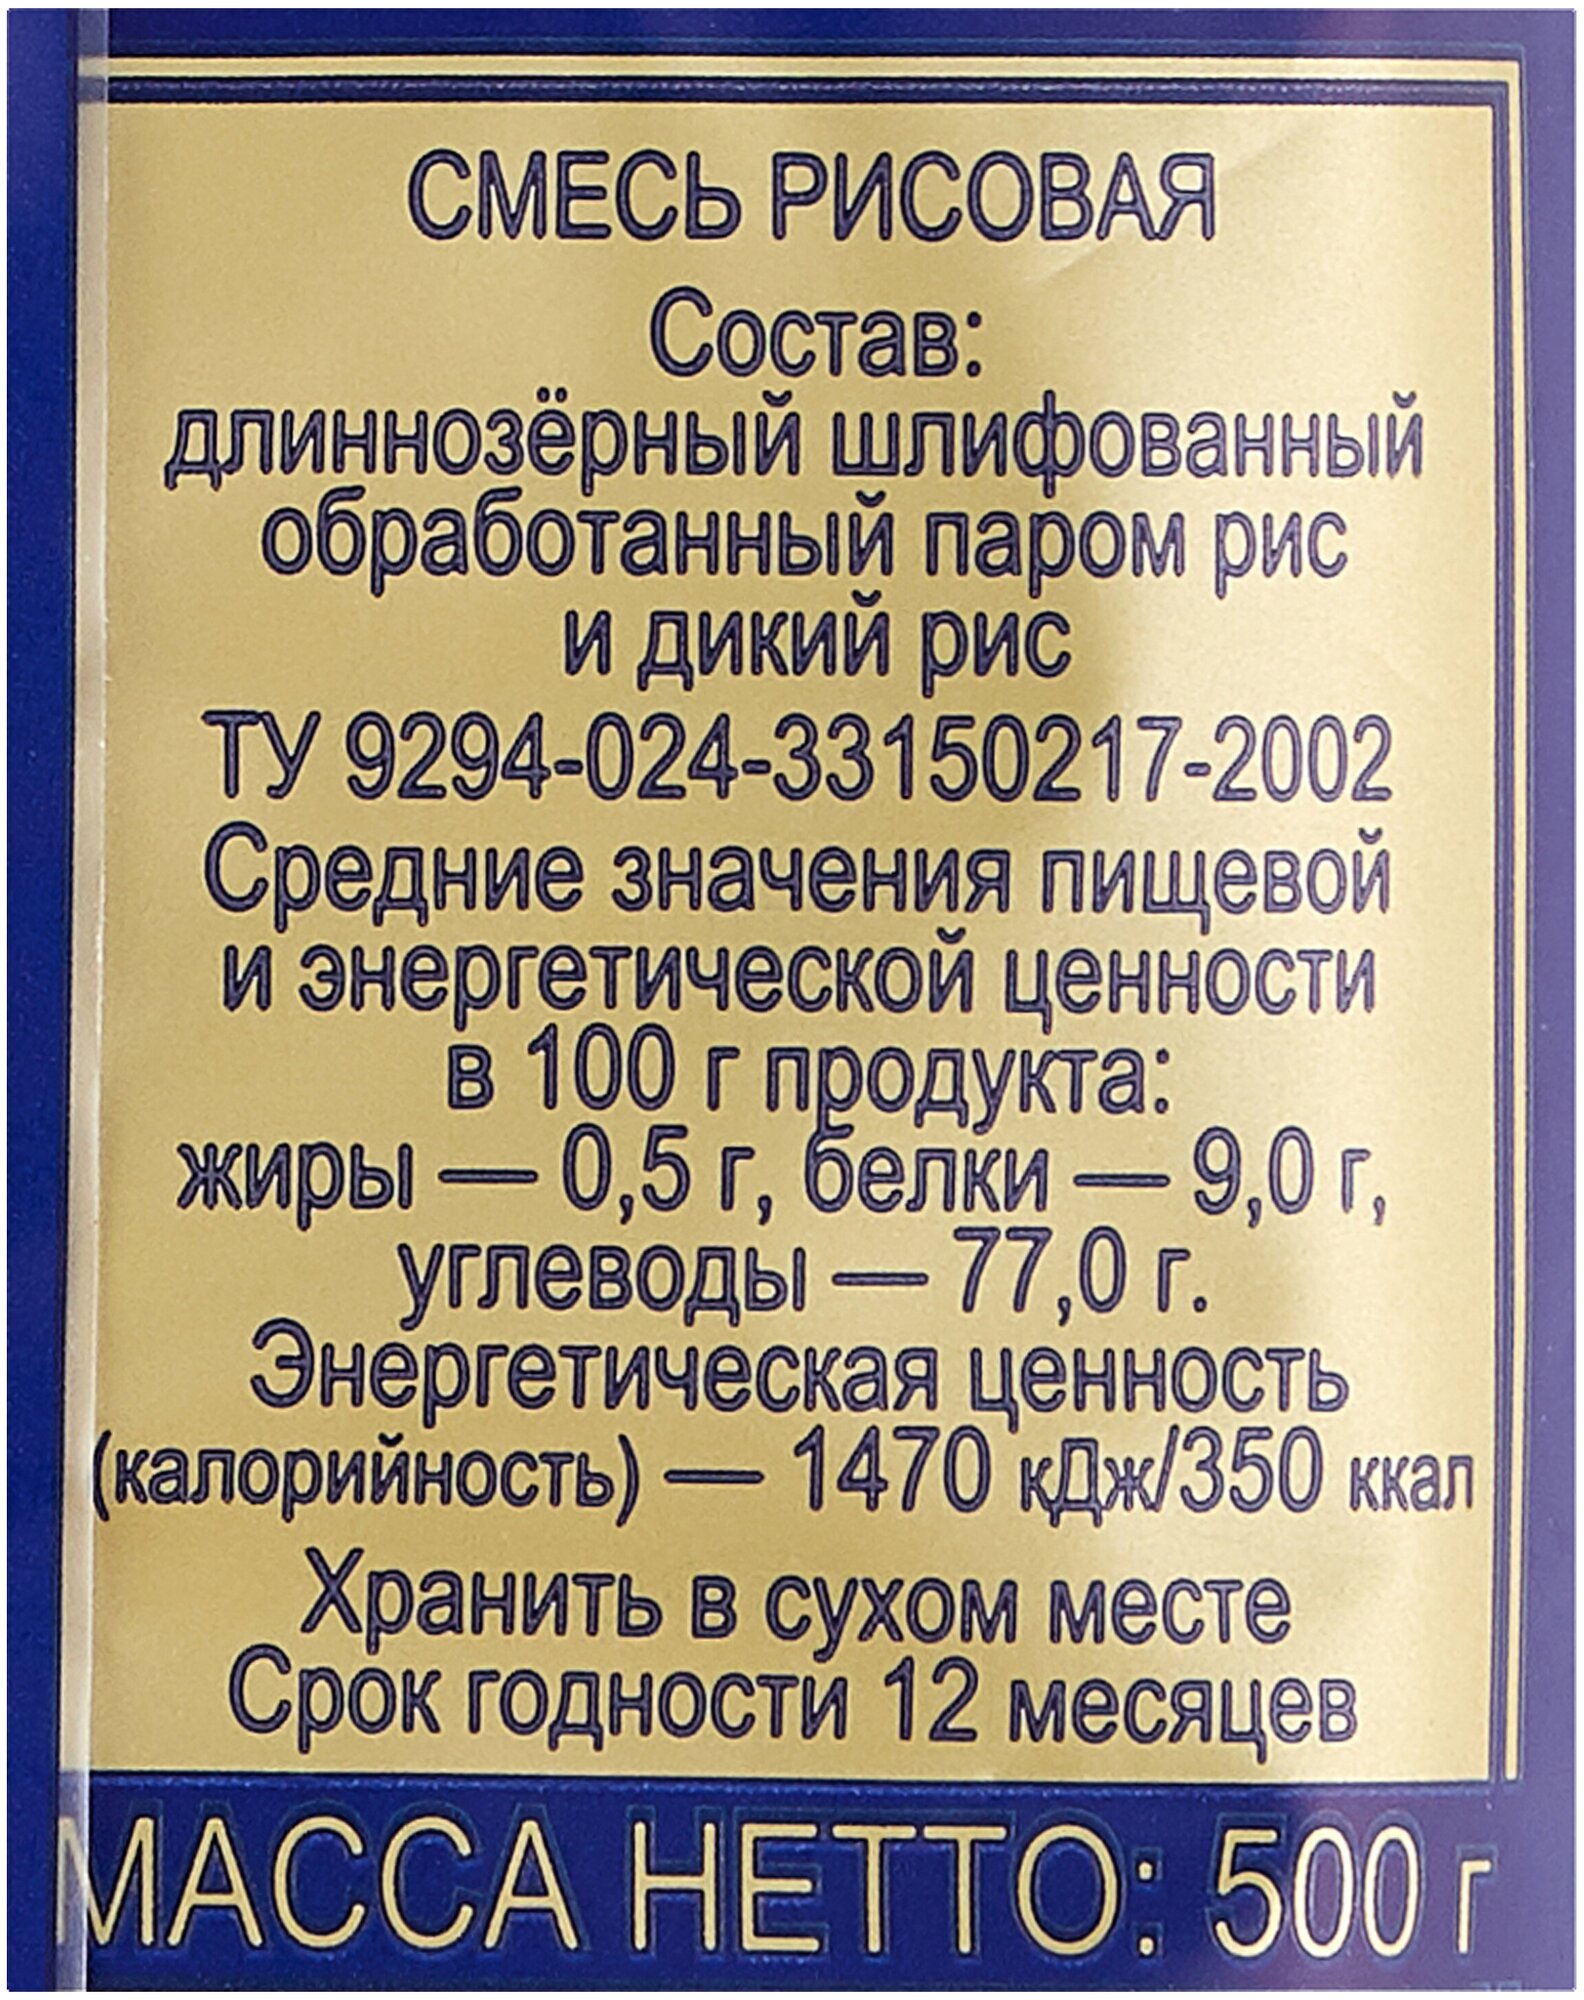 СМЕСЬ РИСОВАЯ
Состав:
длиннозёрный шлифованный
обработанный паром рис
и дикий рис
ТУ 9294-024-33150217-2002
Средние значения пищевой
и энергетической ценности
в 100 г продукта:
жиры — 0,5 г, белки — 9,0 г,
углеводы — 77,0 г.
Энергетическая ценность
(калорийность) — 1470 кДж/350 ккал
Хранить в сухом месте
Срок годности 12 месяцев
МАССА НЕТТО: 500 г